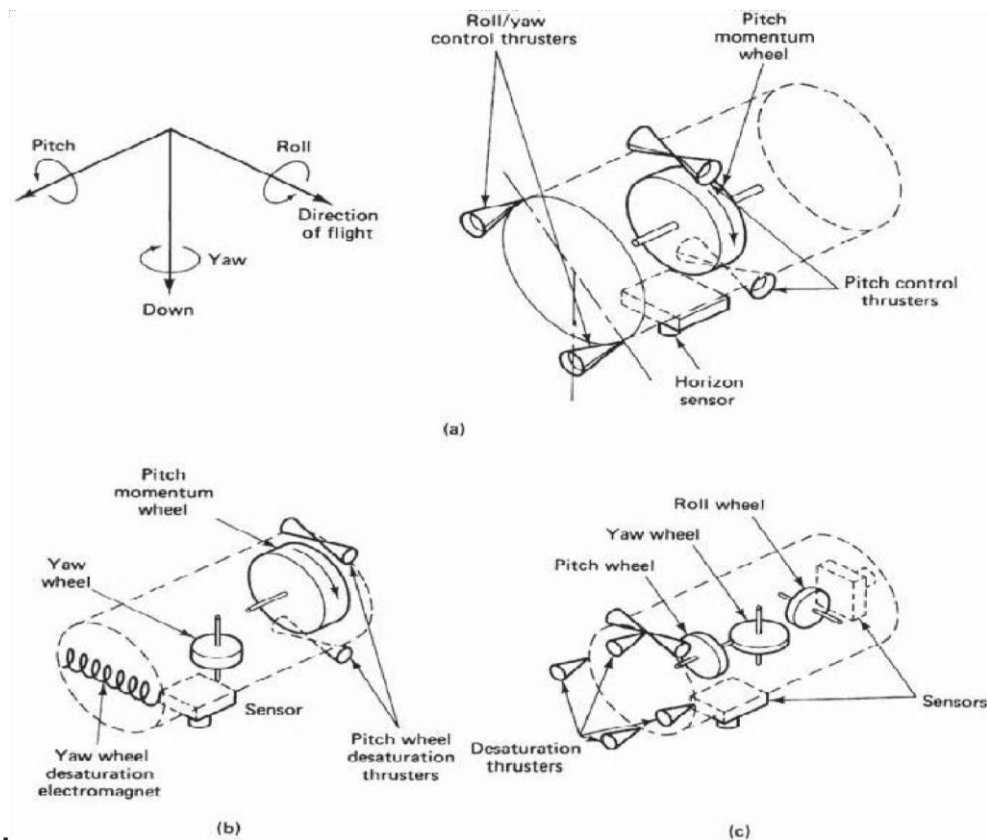 Roll/yaw
control thrusters
Pitch
momentum
wheel
Pitch
Roll
Direction
of flight
Yaw
Down
Pitch control
thrusters
Horizon
sensor
(a)
Pitch
momentum
wheel
Yaw
wheel
Sensor
Yaw wheel
desaturation
electromagnet
Pitch wheel
desaturation
thrusters
(b)
Roll wheel
Yaw wheel
Pitch wheel
Sensors
Desaturation
thrusters
(c)